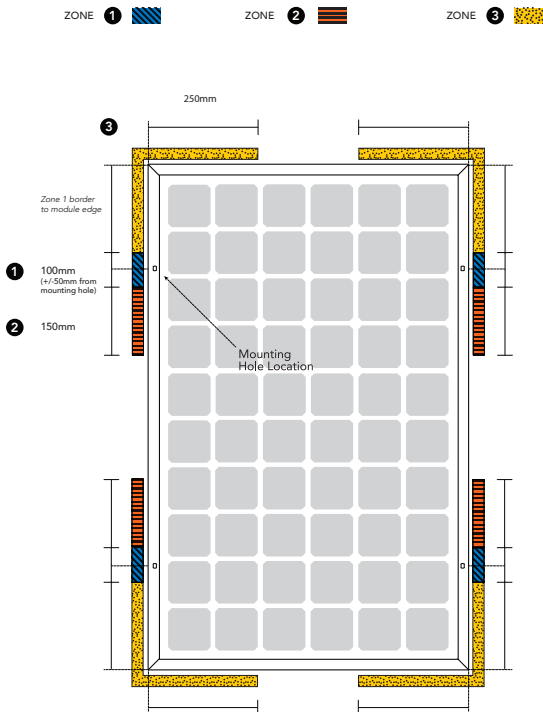 ZONE 1
ZONE 2
ZONE 3
250mm
3
Zone 1 border
to module edge
1
100mm
(+/-50mm from
mounting hole)
2
150mm
Mounting
Hole Location